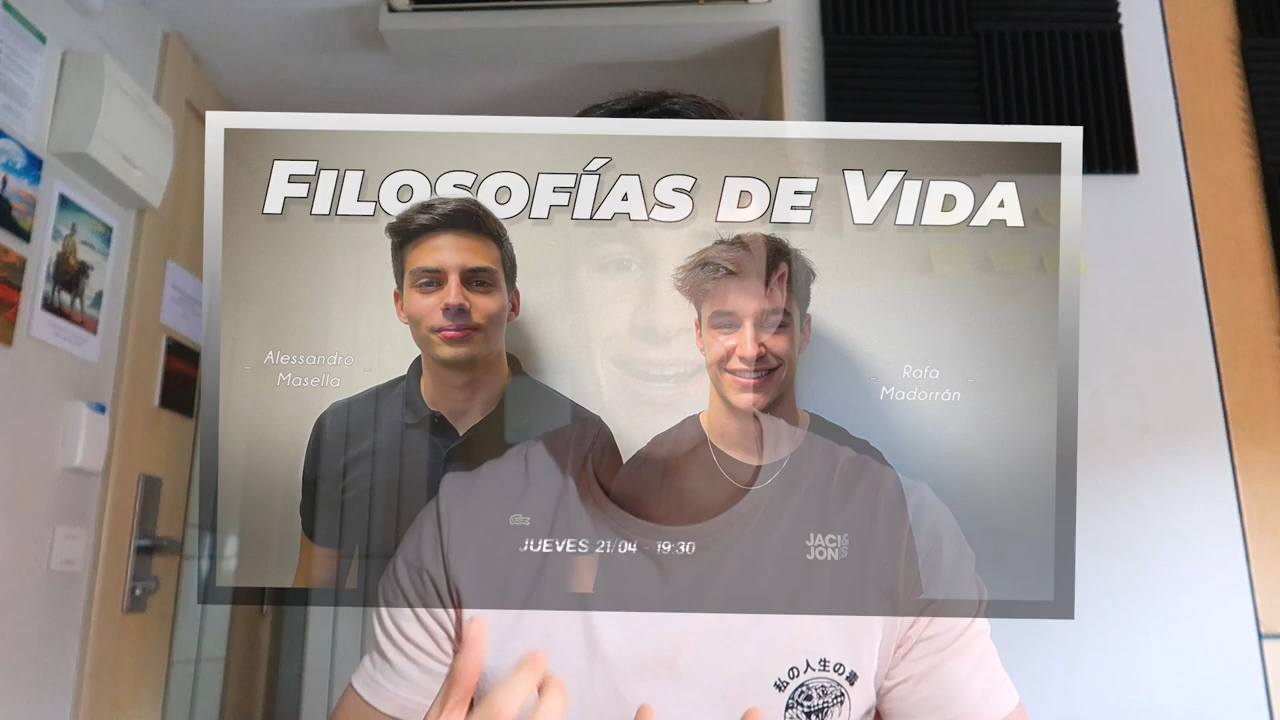 FILOSOFÍAS DE VIDA
- Alessandro Masella -
- Rafa Madorrán -
JACK&
JONES
JUEVES 21/04 - 19:30
私の人生の毒